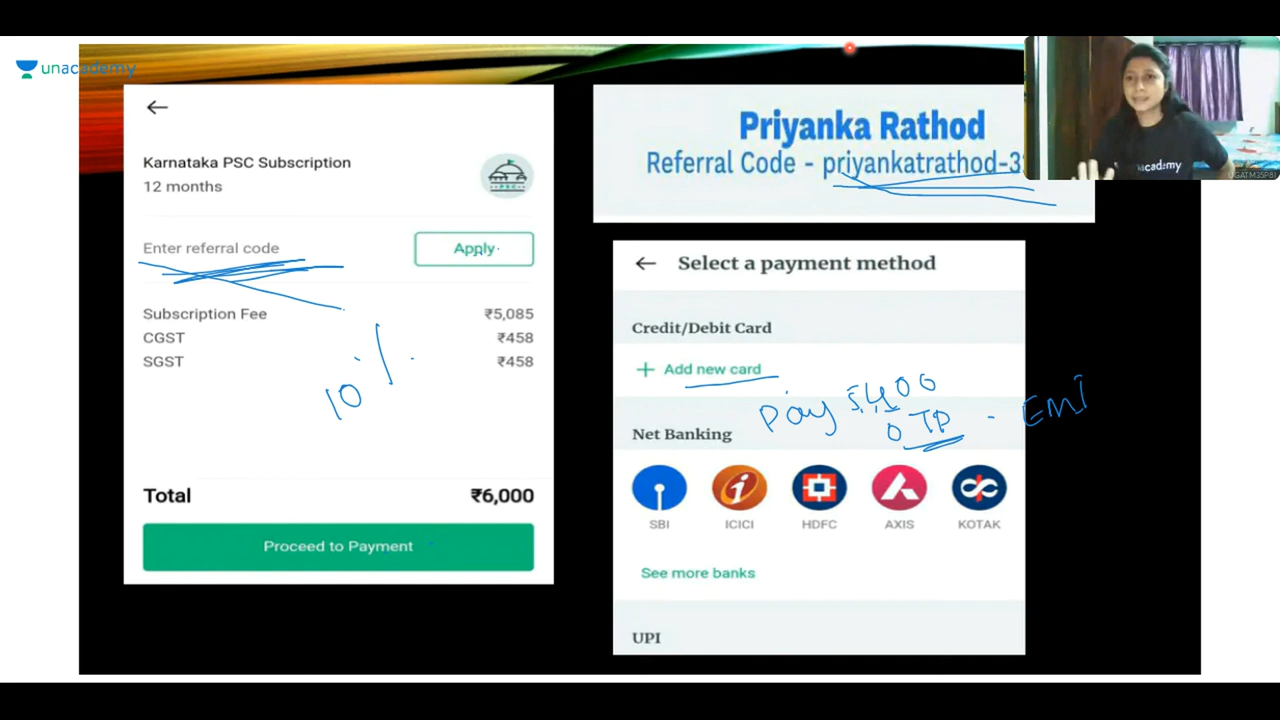 unacademy
Karnataka PSC Subscription
12 months
Enter referral code
Apply
Subscription Fee ₹5,085
CGST ₹458
SGST ₹458
10 %
Total ₹6,000
Proceed to Payment
Priyanka Rathod
Referral Code - priyankatrathod-3
Select a payment method
Credit/Debit Card
+ Add new card
Pay 5400
OTP - EMI
Net Banking
SBI ICICI HDFC AXIS KOTAK
See more banks
UPI
PSC